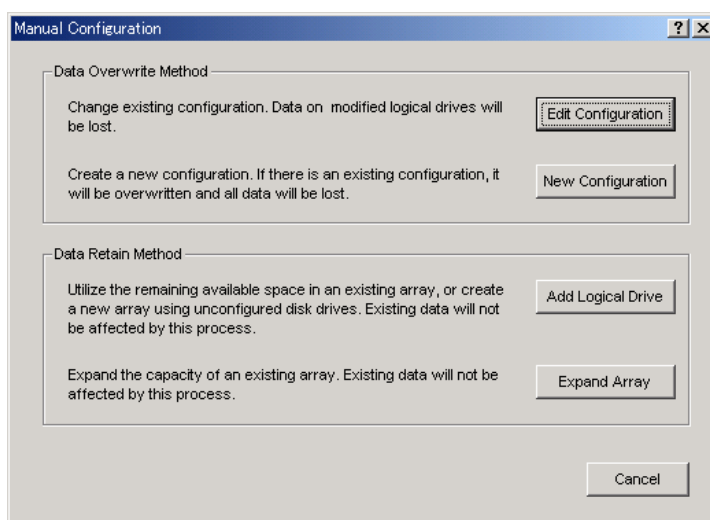 Manual Configuration
Data Overwrite Method
Change existing configuration. Data on modified logical drives will
be lost.
Edit Configuration
Create a new configuration. If there is an existing configuration, it
will be overwritten and all data will be lost.
New Configuration
Data Retain Method
Utilize the remaining available space in an existing array, or create
a new array using unconfigured disk drives. Existing data will not
be affected by this process.
Add Logical Drive
Expand the capacity of an existing array. Existing data will not be
affected by this process.
Expand Array
Cancel